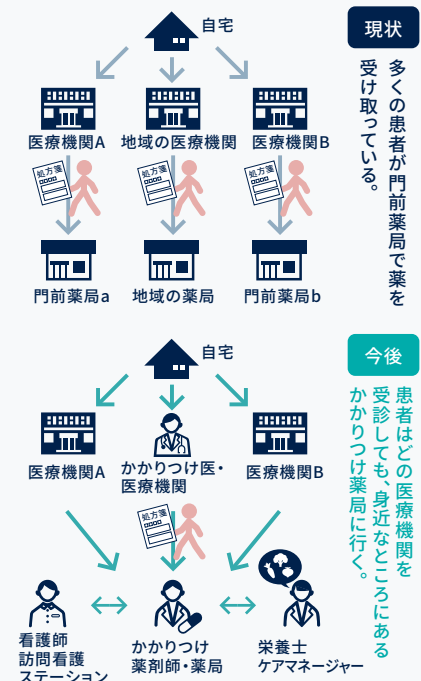 現状
多くの患者が門前薬局で薬を
受け取っている。
自宅
医療機関A
地域の医療機関
医療機関B
処方箋
処方箋
処方箋
門前薬局a
地域の薬局
門前薬局b
今後
患者はどの医療機関を
受診しても、身近なところにある
かかりつけ薬局に行く。
自宅
医療機関A
かかりつけ医・
医療機関
医療機関B
処方箋
看護師
訪問看護
ステーション
かかりつけ
薬剤師・薬局
栄養士
ケアマネージャー